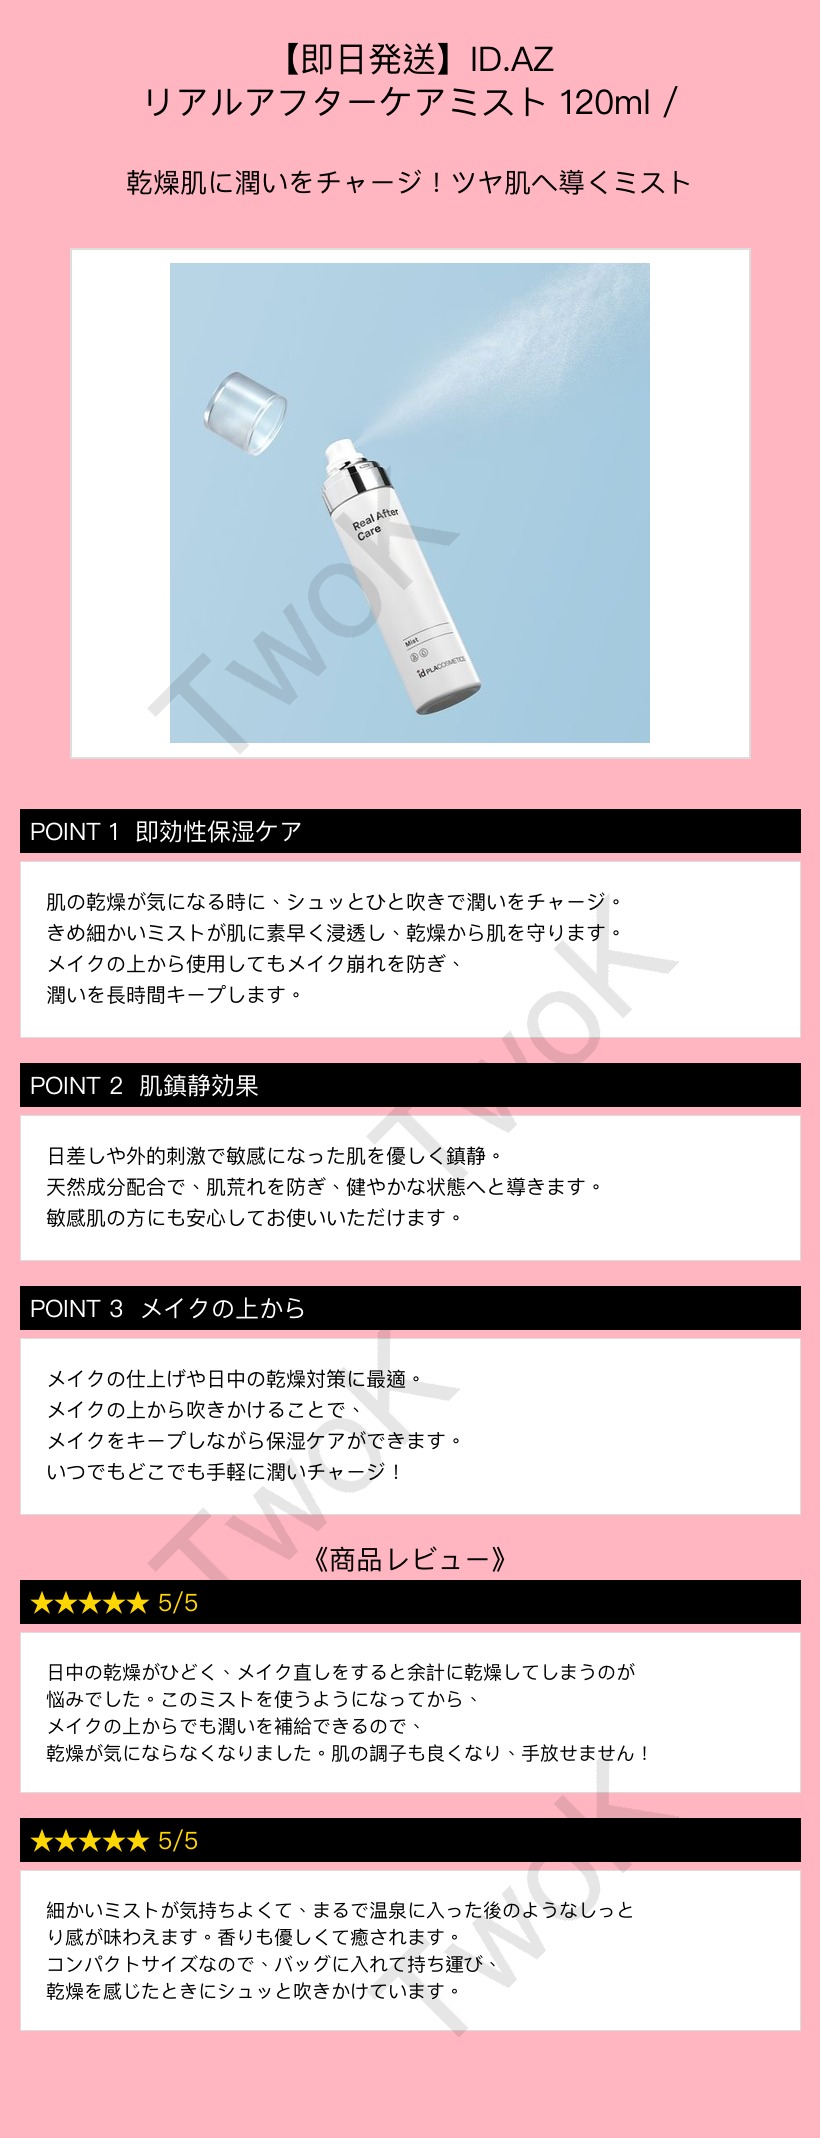 【即日発送】ID.AZ
リアルアフターケアミスト 120ml /
乾燥肌に潤いをチャージ！ツヤ肌へ導くミスト
Real After
Care
Mist
id PLACOSMETICS
TwoK
POINT 1 即効性保湿ケア
肌の乾燥が気になる時に、シュッとひと吹きで潤いをチャージ。
きめ細かいミストが肌に素早く浸透し、乾燥から肌を守ります。
メイクの上から使用してもメイク崩れを防ぎ、
潤いを長時間キープします。
TwoK
POINT 2 肌鎮静効果
日差しや外的刺激で敏感になった肌を優しく鎮静。
天然成分配合で、肌荒れを防ぎ、健やかな状態へと導きます。
敏感肌の方にも安心してお使いいただけます。
POINT 3 メイクの上から
メイクの仕上げや日中の乾燥対策に最適。
メイクの上から吹きかけることで、
メイクをキープしながら保湿ケアができます。
いつでもどこでも手軽に潤いチャージ！
TwoK
《商品レビュー》
★★★★★ 5/5
日中の乾燥がひどく、メイク直しをすると余計に乾燥してしまうのが
悩みでした。このミストを使うようになってから、
メイクの上からでも潤いを補給できるので、
乾燥が気にならなくなりました。肌の調子も良くなり、手放せません！
★★★★★ 5/5
細かいミストが気持ちよくて、まるで温泉に入った後のようなしっと
り感が味わえます。香りも優しくて癒されます。
コンパクトサイズなので、バッグに入れて持ち運び、
乾燥を感じたときにシュッと吹きかけています。
TwoK